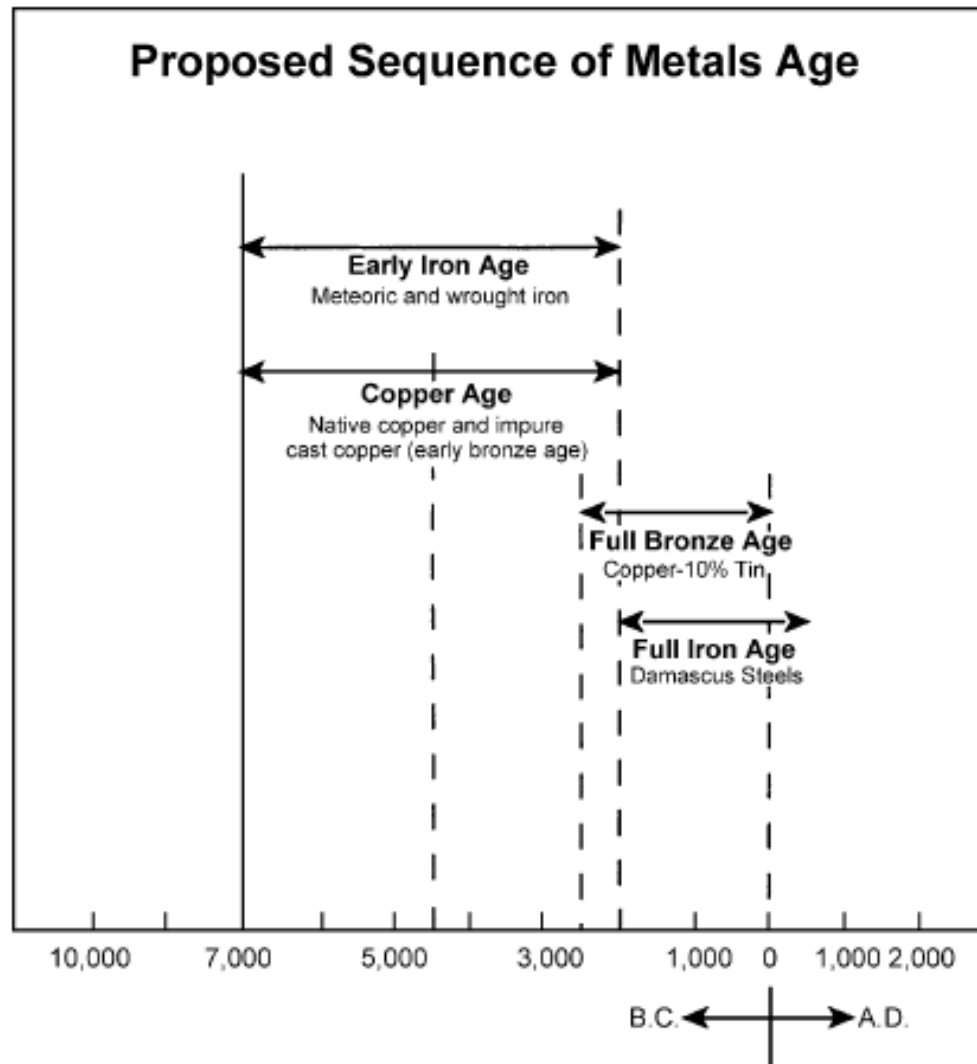 Proposed Sequence of Metals Age
Early Iron Age
Meteoric and wrought iron
Copper Age
Native copper and impure
cast copper (early bronze age)
Full Bronze Age
Copper-10% Tin
Full Iron Age
Damascus Steels
10,000 7,000 5,000 3,000 1,000 0 1,000 2,000
B.C. A.D.